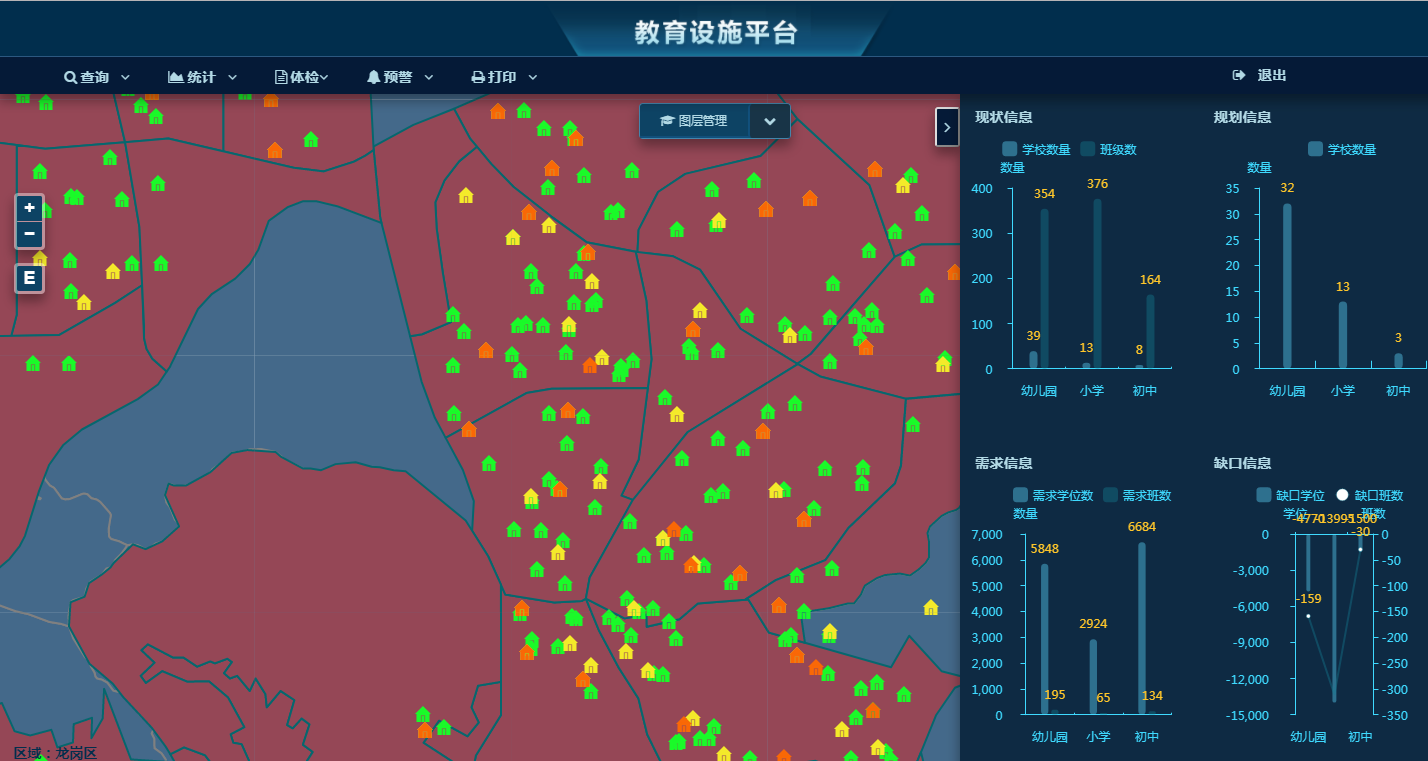 教育设施平台
查询 统计 体检 预警 打印 退出
图层管理
+
−
E
区域：龙岗区
现状信息
学校数量 班级数
数量
400
300
200
100
0
39 354 13 376 8 164
幼儿园 小学 初中
规划信息
学校数量
数量
35
30
25
20
15
10
5
0
32 13 3
幼儿园 小学 初中
需求信息
需求学位数 需求班数
数量
7,000
6,000
5,000
4,000
3,000
2,000
1,000
0
5848 195 2924 65 6684 134
幼儿园 小学 初中
缺口信息
缺口学位 缺口班数
学位 班数
-4770 -13995 -1500
-159 -30
0
-3,000
-6,000
-9,000
-12,000
-15,000
0
-50
-100
-150
-200
-250
-300
-350
幼儿园 初中